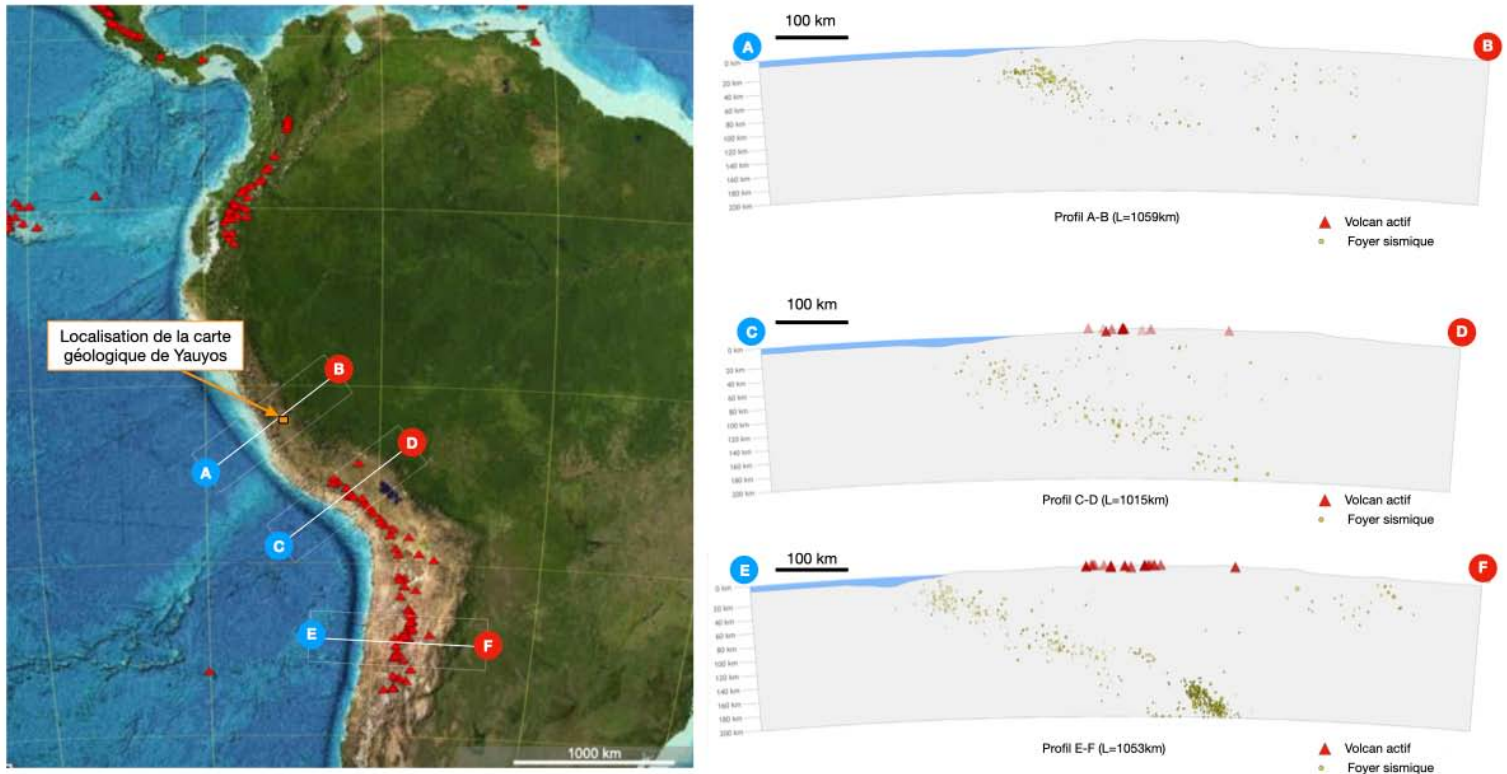 Localisation de la carte
géologique de Yauyos
A
B
C
D
E
F
1000 km
100 km
A
B
0 km
20 km
40 km
60 km
80 km
100 km
120 km
140 km
160 km
180 km
200 km
Profil A-B (L=1059km)
Volcan actif
Foyer sismique
100 km
C
D
0 km
20 km
40 km
60 km
80 km
100 km
120 km
140 km
160 km
180 km
200 km
Profil C-D (L=1015km)
Volcan actif
Foyer sismique
100 km
E
F
0 km
20 km
40 km
60 km
80 km
100 km
120 km
140 km
160 km
180 km
200 km
Profil E-F (L=1053km)
Volcan actif
Foyer sismique